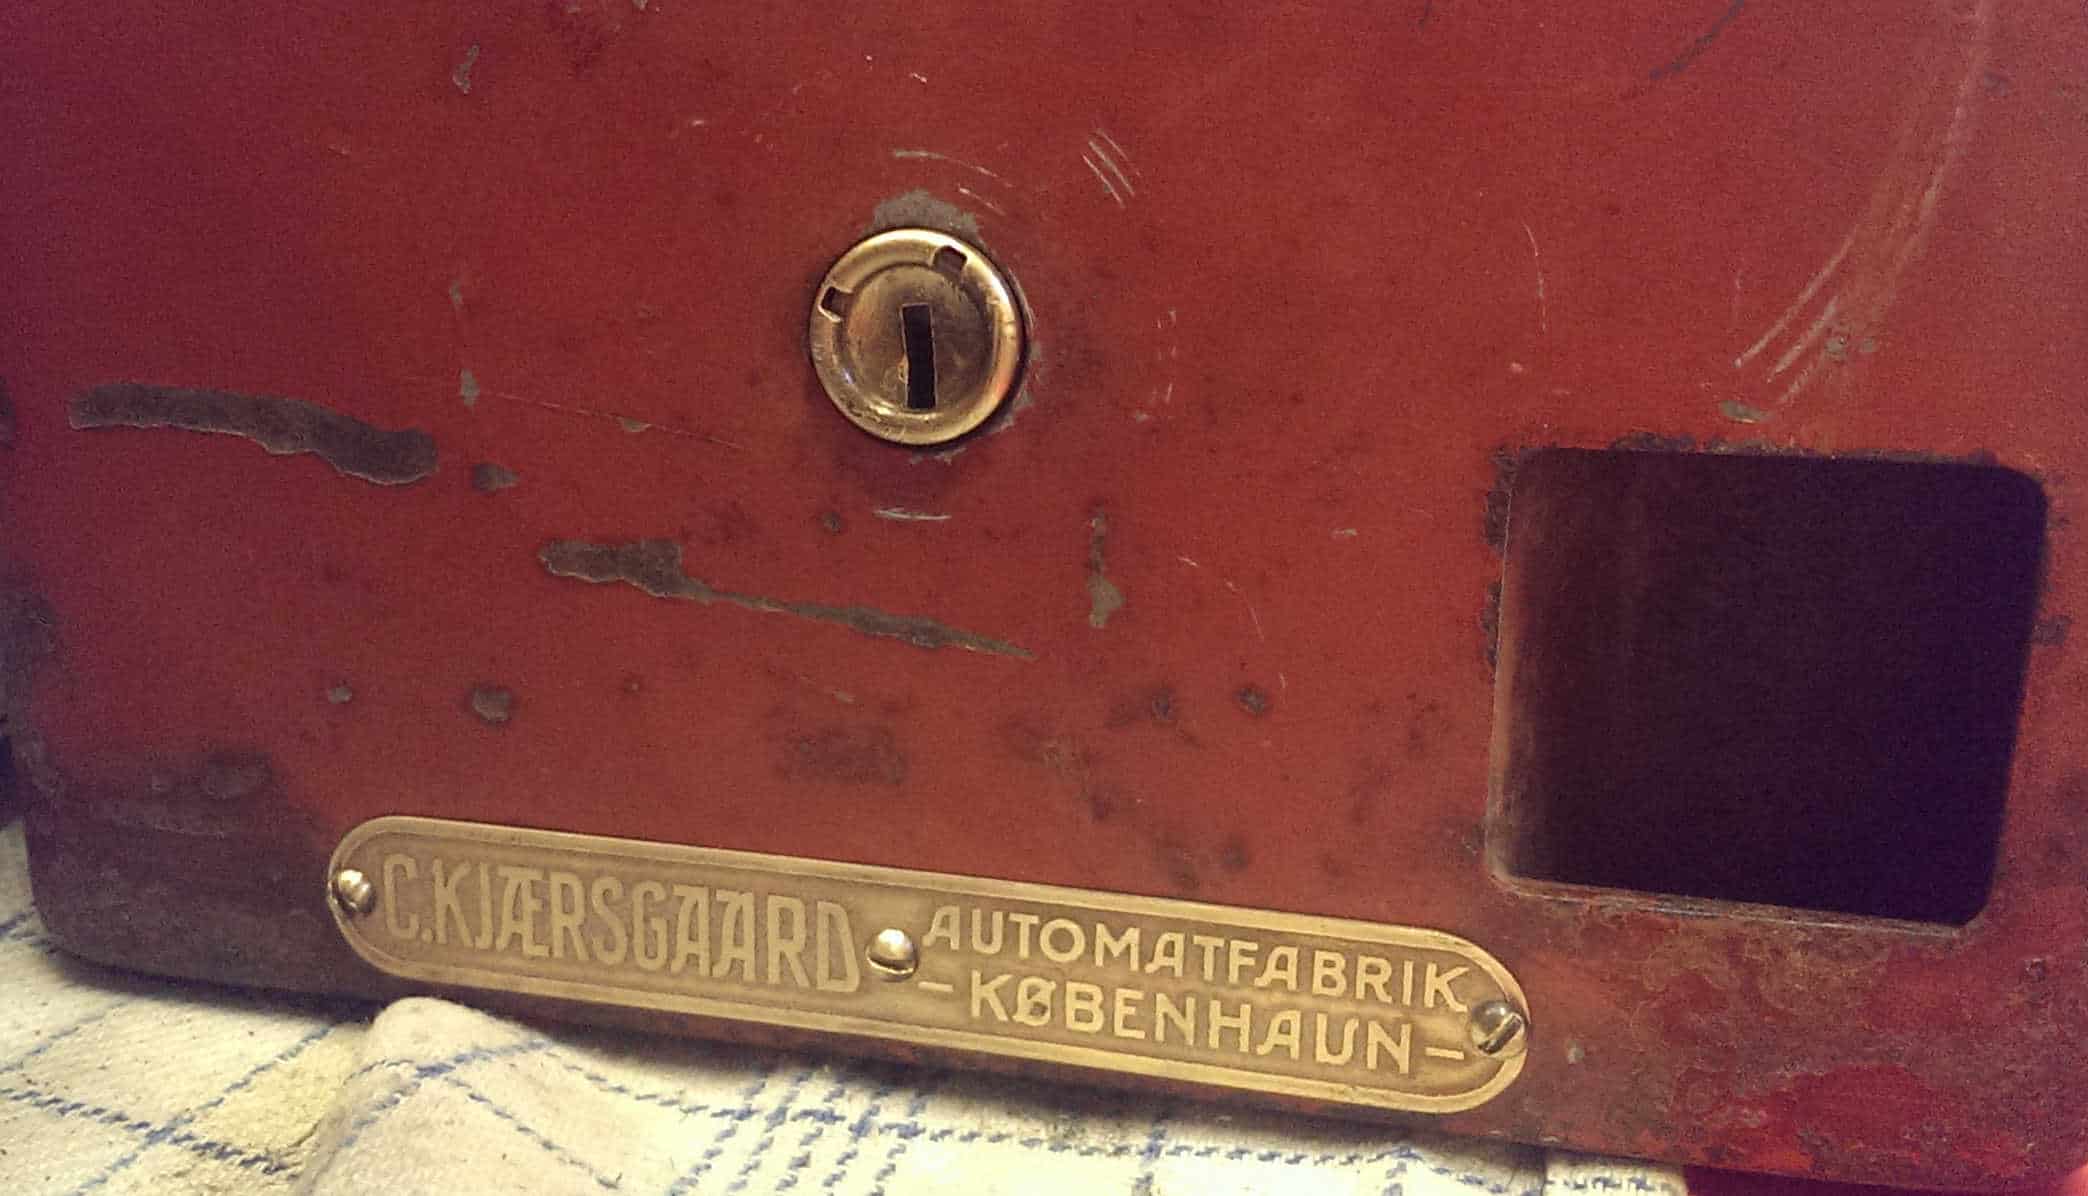 C.KJÆRSGAARD
AUTOMATFABRIK
- KØBENHAVN -